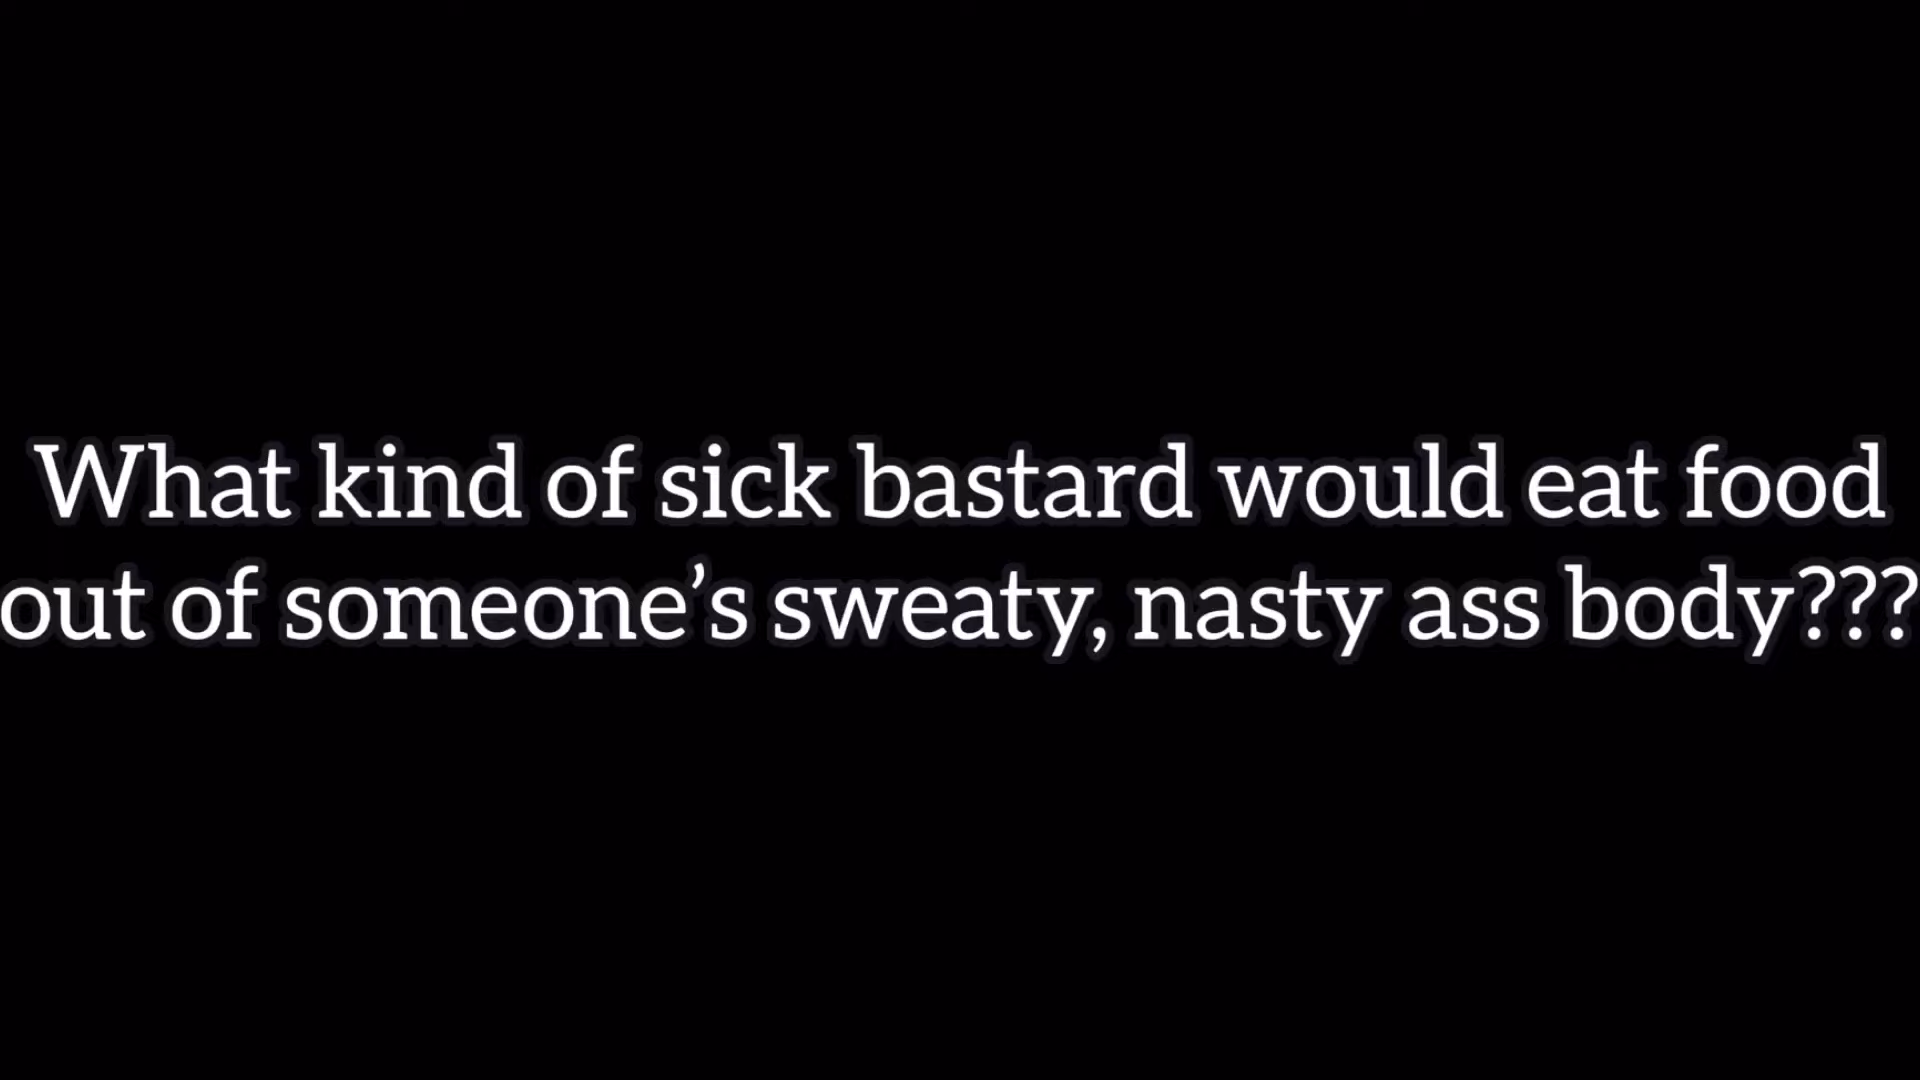 What kind of sick bastard would eat food
out of someone’s sweaty, nasty ass body???